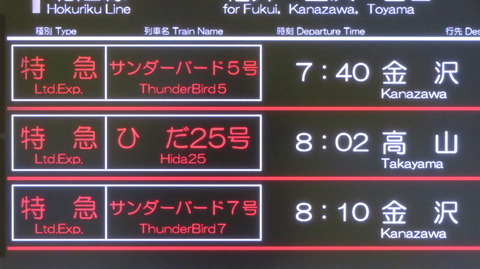 Hokuriku Line for Fukui, Kanazawa, Toyama
種別 Type 列車名 Train Name 時刻 Departure Time 行先
特急 サンダーバード5号 7:40 金沢
Ltd.Exp. ThunderBird 5 Kanazawa
特急 ひだ25号 8:02 高山
Ltd.Exp. Hida25 Takayama
特急 サンダーバード7号 8:10 金沢
Ltd.Exp. ThunderBird7 Kanazawa